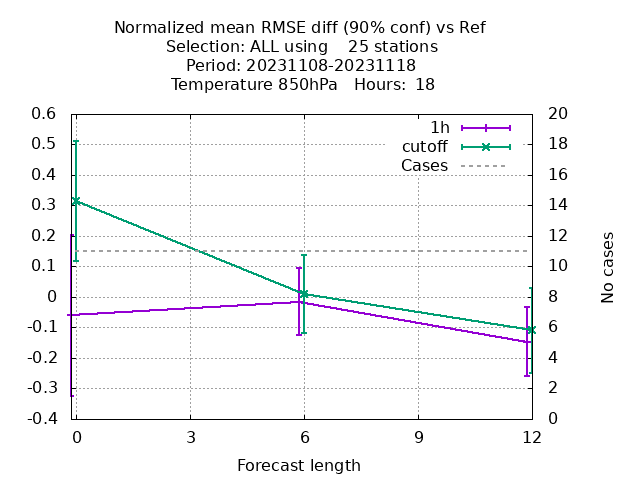 Normalized mean RMSE diff (90% conf) vs Ref
Selection: ALL using    25 stations
Period: 20231108-20231118
Temperature 850hPa   Hours:  18
0.6
0.5
0.4
0.3
0.2
0.1
0
-0.1
-0.2
-0.3
-0.4
1h
cutoff
Cases
20
18
16
14
12
10
8
6
4
2
0
No cases
0 3 6 9 12
Forecast length